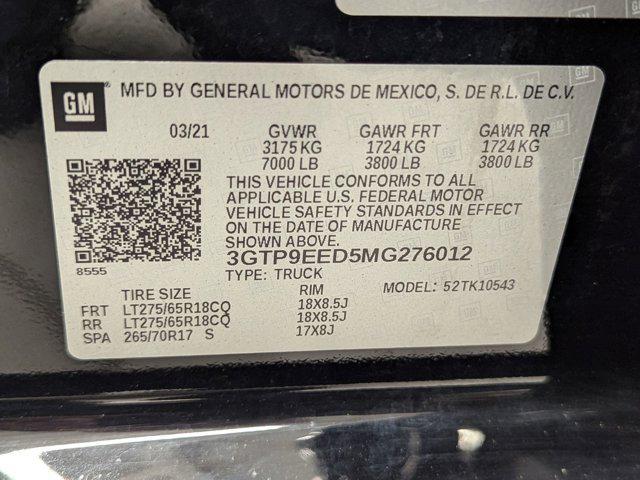 GM
MFD BY GENERAL MOTORS DE MEXICO, S. DE R.L. DE C.V.
03/21 GVWR GAWR FRT GAWR RR
3175 KG 1724 KG 1724 KG
7000 LB 3800 LB 3800 LB
THIS VEHICLE CONFORMS TO ALL
APPLICABLE U.S. FEDERAL MOTOR
VEHICLE SAFETY STANDARDS IN EFFECT
ON THE DATE OF MANUFACTURE
SHOWN ABOVE.
8555
3GTP9EED5MG276012
TYPE: TRUCK MODEL: 52TK10543
TIRE SIZE RIM
FRT LT275/65R18CQ 18X8.5J
RR LT275/65R18CQ 18X8.5J
SPA 265/70R17 S 17X8J